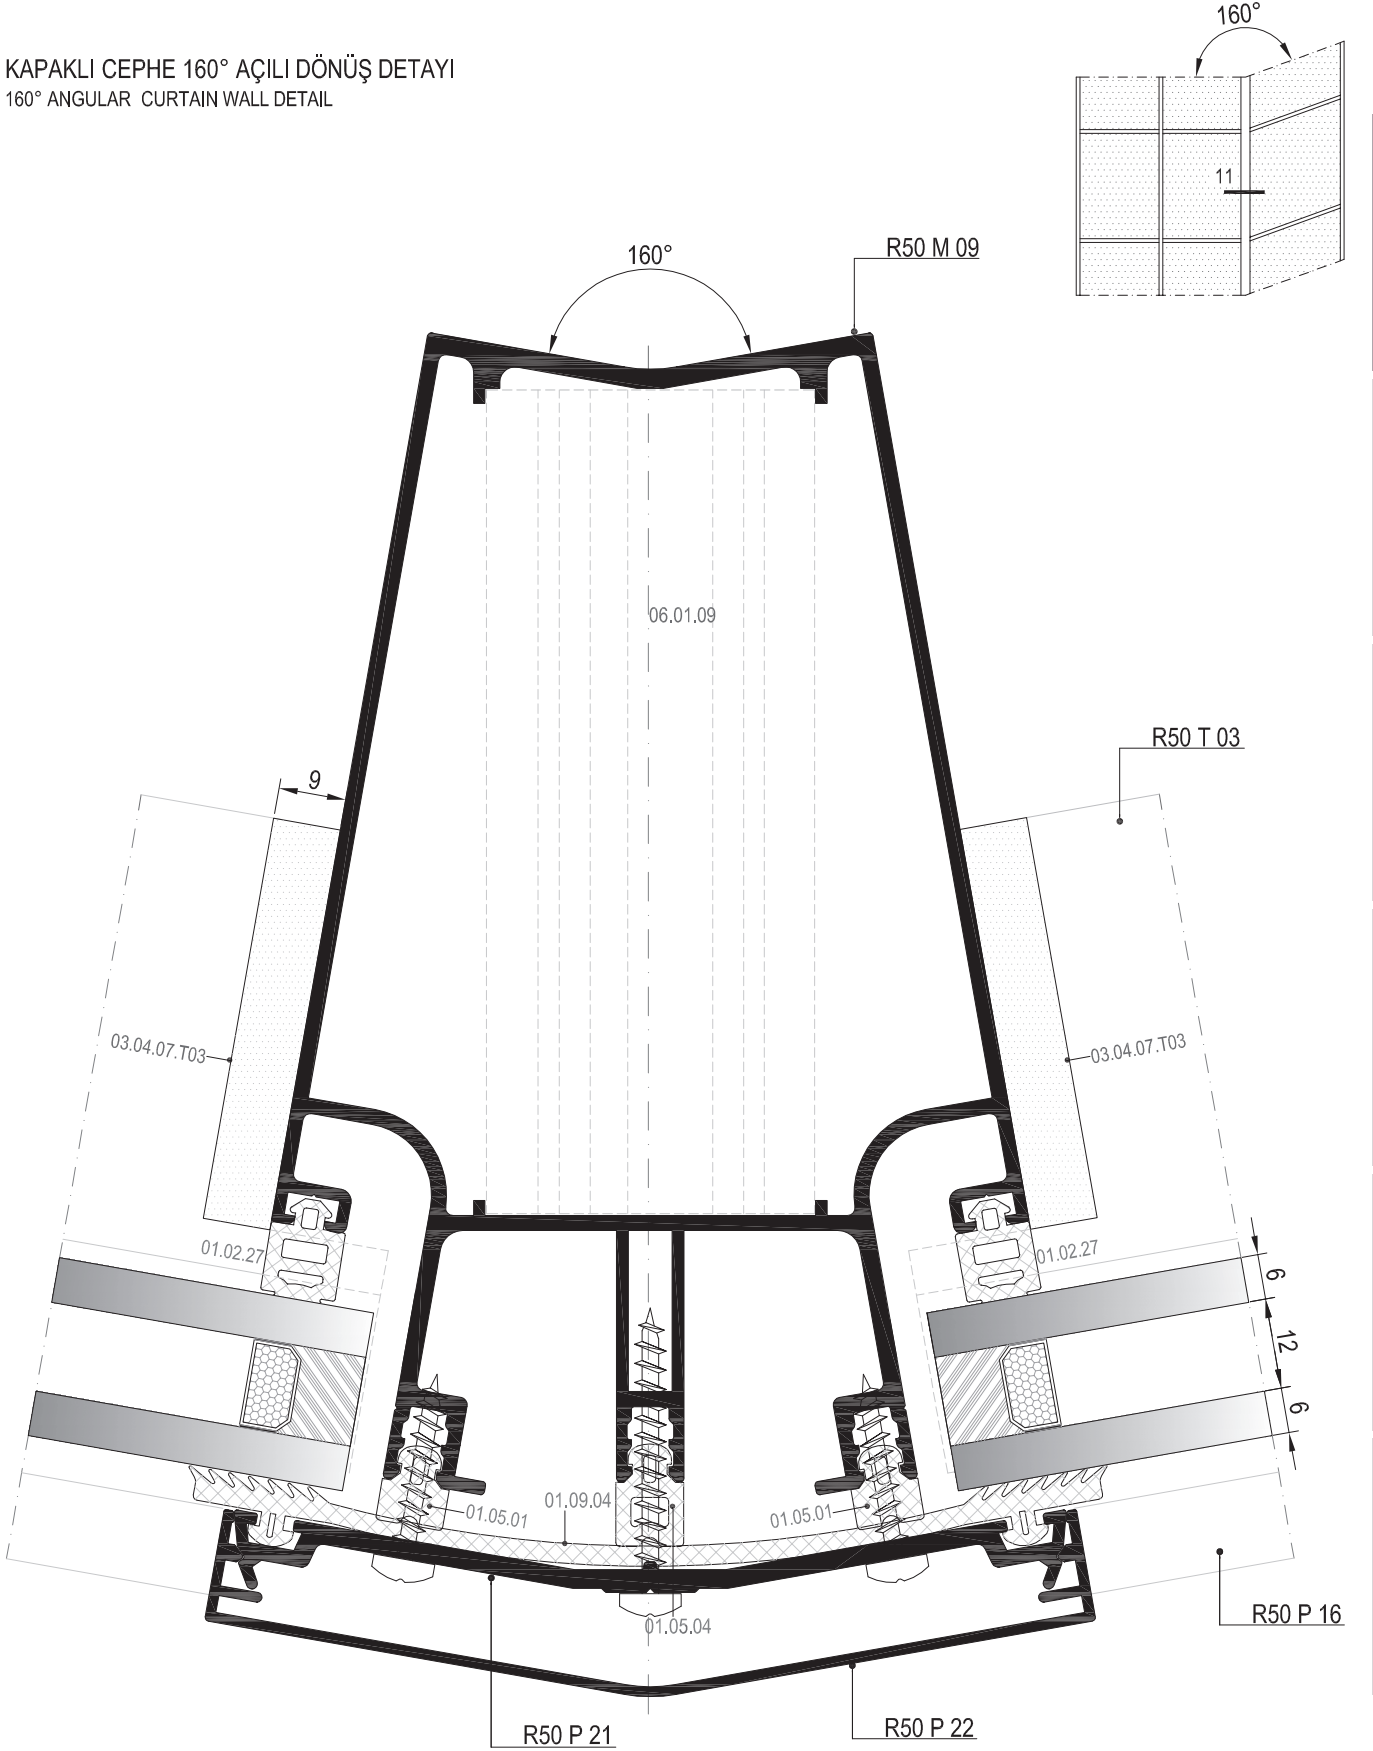 160°
KAPAKLI CEPHE 160° AÇILI DÖNÜŞ DETAYI
160° ANGULAR CURTAIN WALL DETAIL
11
160°
R50 M 09
06.01.09
R50 T 03
9
03.04.07.T03
03.04.07.T03
01.02.27
01.02.27
6
12
6
01.05.01
01.09.04
01.05.01
01.05.04
R50 P 16
R50 P 21
R50 P 22